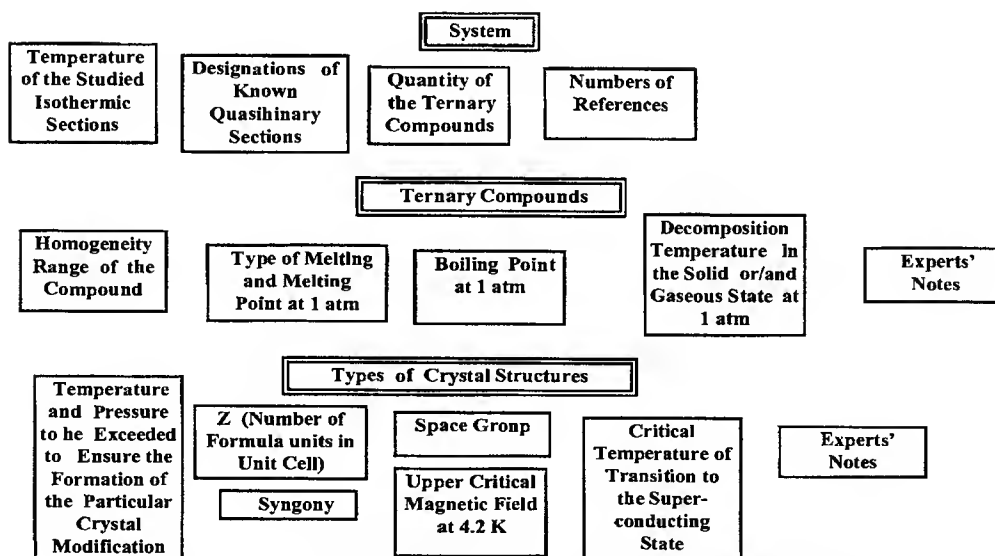 System
Temperature
of the Studied
Isothermic
Sections
Designations of
Known
Quasihinary
Sections
Quantity of
the Ternary
Compounds
Numbers of
References
Ternary Compounds
Homogeneity
Range of the
Compound
Type of Melting
and Melting
Point at 1 atm
Boiling Point
at 1 atm
Decomposition
Temperature In
the Solid or/and
Gaseous State at
1 atm
Experts'
Notes
Types of Crystal Structures
Temperature
and Pressure
to he Exceeded
to Ensure the
Formation of
the Particular
Crystal
Modification
Z (Number of
Formula units in
Unit Cell)
Syngony
Space Gronp
Upper Critical
Magnetic Field
at 4.2 K
Critical
Temperature of
Transition to
the Super-
conducting
State
Experts'
Notes